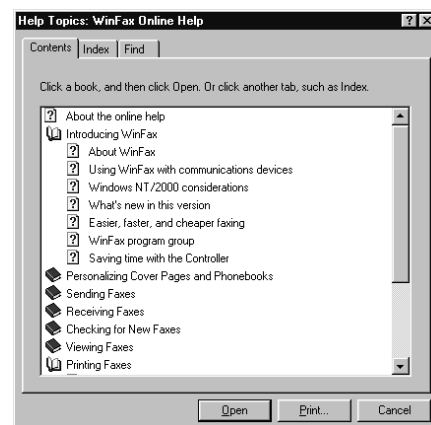 Help Topics: WinFax Online Help
Contents Index Find
Click a book, and then click Open. Or click another tab, such as Index.
About the online help
Introducing WinFax
About WinFax
Using WinFax with communications devices
Windows NT/2000 considerations
What's new in this version
Easier, faster, and cheaper faxing
WinFax program group
Saving time with the Controller
Personalizing Cover Pages and Phonebooks
Sending Faxes
Receiving Faxes
Checking for New Faxes
Viewing Faxes
Printing Faxes
Open Print... Cancel